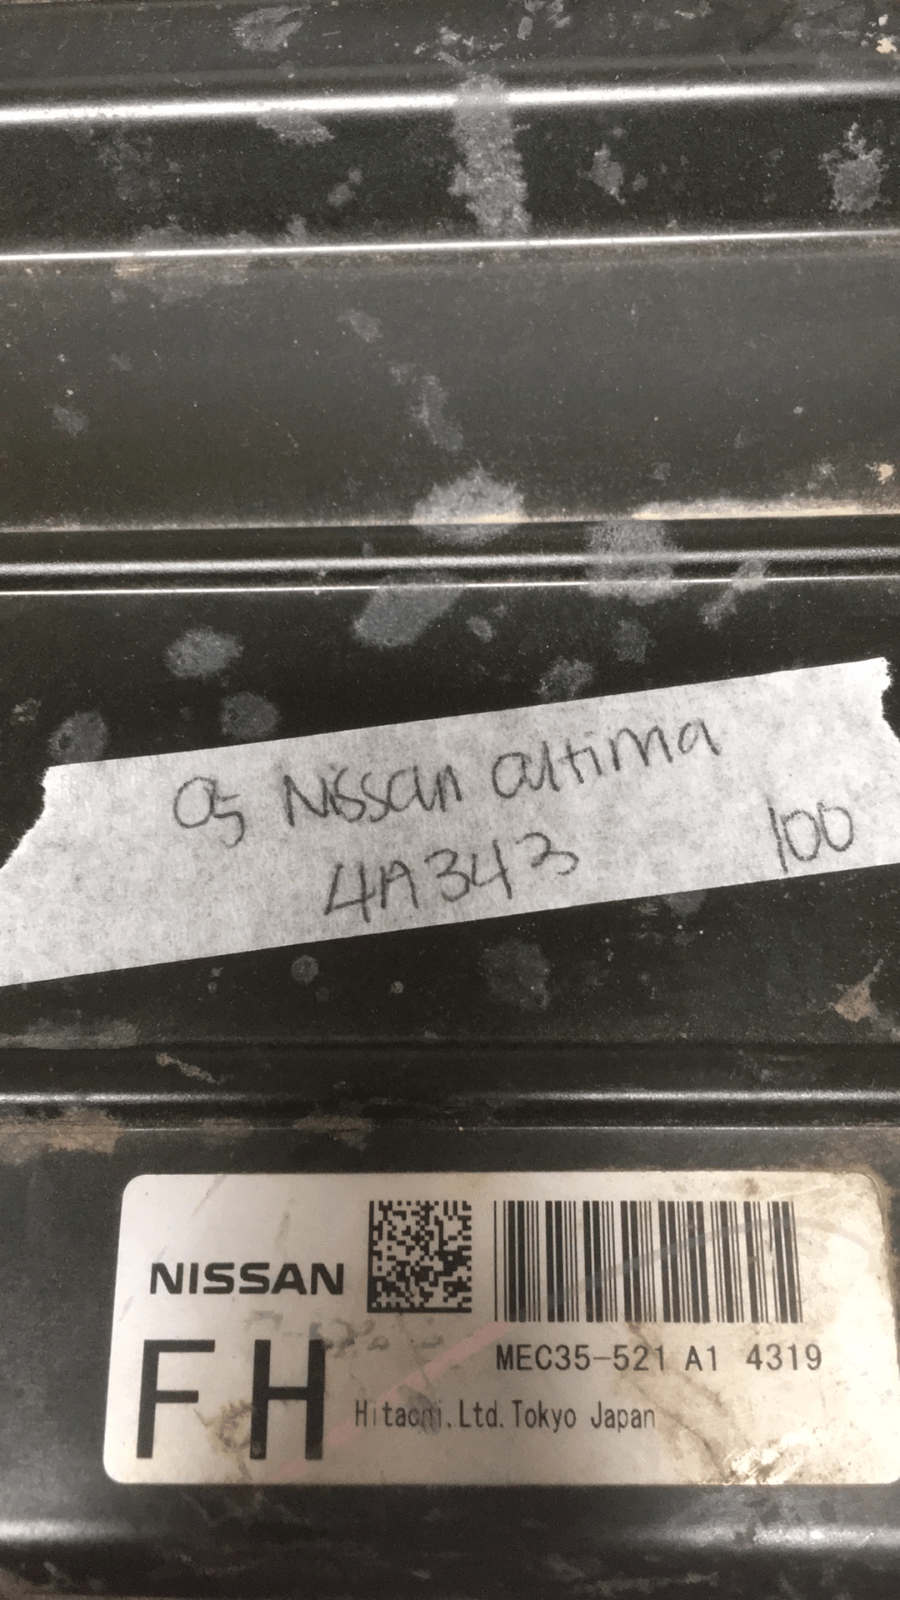 05 Nissan altima
4A343 100
NISSAN
FH
MEC35-521 A1 4319
Hitachi.Ltd.Tokyo Japan